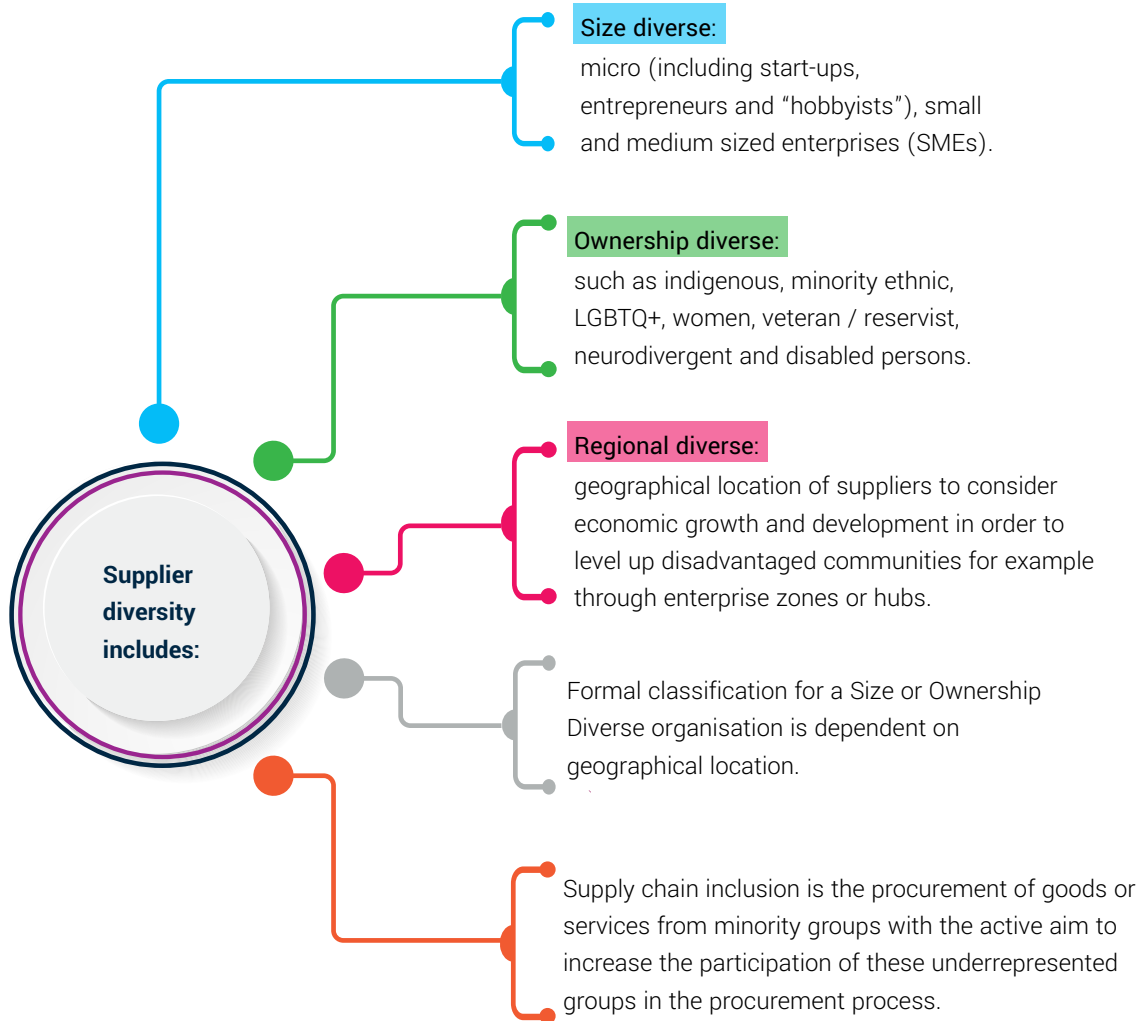 Size diverse:
micro (including start-ups,
entrepreneurs and “hobbyists”), small
and medium sized enterprises (SMEs).
Ownership diverse:
such as indigenous, minority ethnic,
LGBTQ+, women, veteran / reservist,
neurodivergent and disabled persons.
Regional diverse:
geographical location of suppliers to consider
economic growth and development in order to
level up disadvantaged communities for example
through enterprise zones or hubs.
Supplier
diversity
includes:
Formal classification for a Size or Ownership
Diverse organisation is dependent on
geographical location.
Supply chain inclusion is the procurement of goods or
services from minority groups with the active aim to
increase the participation of these underrepresented
groups in the procurement process.